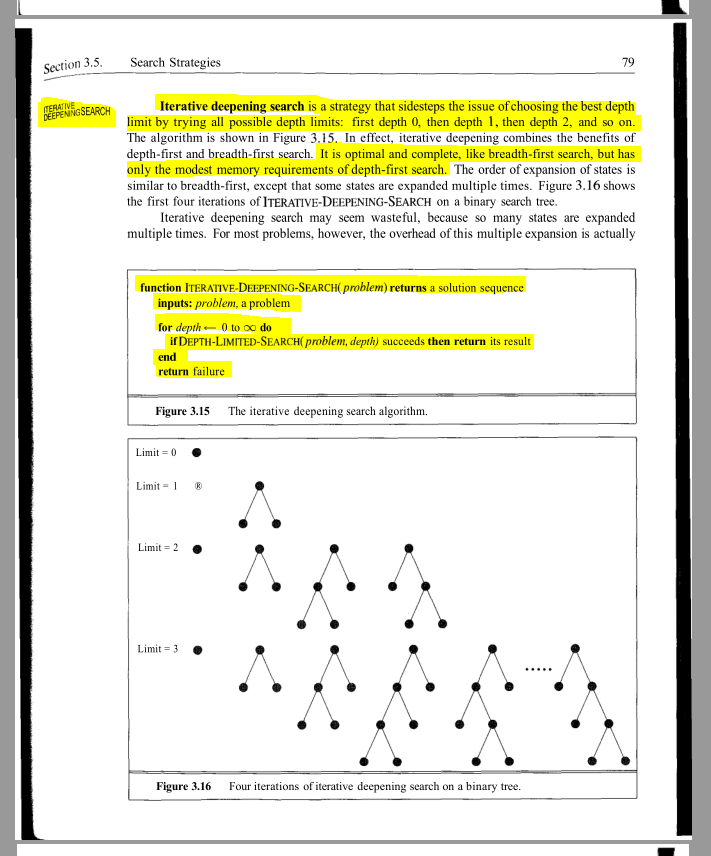 Section 3.5. Search Strategies 79
ITERATIVE
DEEPENING SEARCH
Iterative deepening search is a strategy that sidesteps the issue of choosing the best depth
limit by trying all possible depth limits: first depth 0, then depth 1, then depth 2, and so on.
The algorithm is shown in Figure 3.15. In effect, iterative deepening combines the benefits of
depth-first and breadth-first search. It is optimal and complete, like breadth-first search, but has
only the modest memory requirements of depth-first search. The order of expansion of states is
similar to breadth-first, except that some states are expanded multiple times. Figure 3.16 shows
the first four iterations of ITERATIVE-DEEPENING-SEARCH on a binary search tree.
Iterative deepening search may seem wasteful, because so many states are expanded
multiple times. For most problems, however, the overhead of this multiple expansion is actually
function ITERATIVE-DEEPENING-SEARCH(problem) returns a solution sequence
inputs: problem, a problem
for depth ← 0 to ∞ do
if DEPTH-LIMITED-SEARCH(problem, depth) succeeds then return its result
end
return failure
Figure 3.15 The iterative deepening search algorithm.
Limit = 0
Limit = 1 ®
Limit = 2
Limit = 3 .....
Figure 3.16 Four iterations of iterative deepening search on a binary tree.